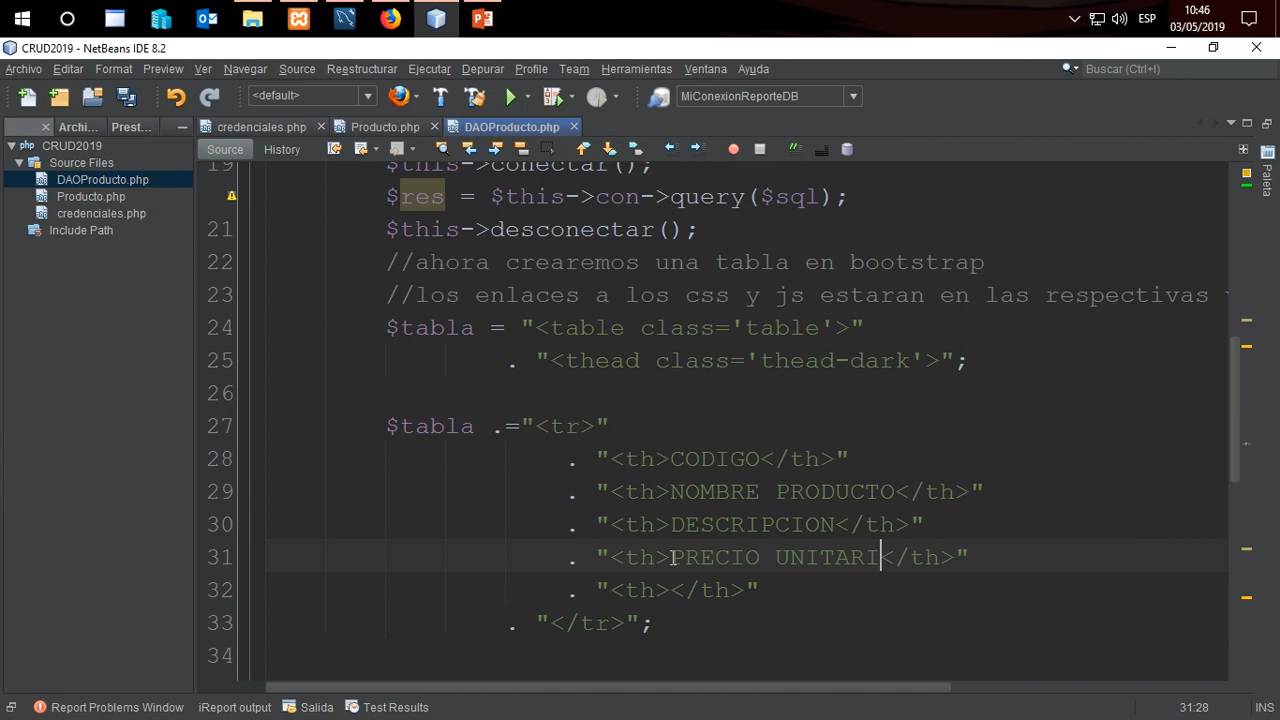 ESP
10:46
03/05/2019
CRUD2019 - NetBeans IDE 8.2
Archivo Editar Format Preview Ver Navegar Source Reestructurar Ejecutar Depurar Profile Team Herramientas Ventana Ayuda
Buscar (Ctrl+I)
<default>
MiConexionReporteDB
Archi... Prest...
credenciales.php Producto.php DAOProducto.php
Source History
CRUD2019
Source Files
DAOProducto.php
Producto.php
credenciales.php
Include Path
Paleta
19 $this->conectar();
$res = $this->con->query($sql);
21 $this->desconectar();
22 //ahora crearemos una tabla en bootstrap
23 //los enlaces a los css y js estaran en las respectivas
24 $tabla = "<table class='table'>"
25 . "<thead class='thead-dark'>";
26
27 $tabla .="<tr>"
28 . "<th>CODIGO</th>"
29 . "<th>NOMBRE PRODUCTO</th>"
30 . "<th>DESCRIPCION</th>"
31 . "<th>PRECIO UNITARI</th>"
32 . "<th></th>"
33 . "</tr>";
34
Report Problems Window iReport output Salida Test Results
31:28 INS